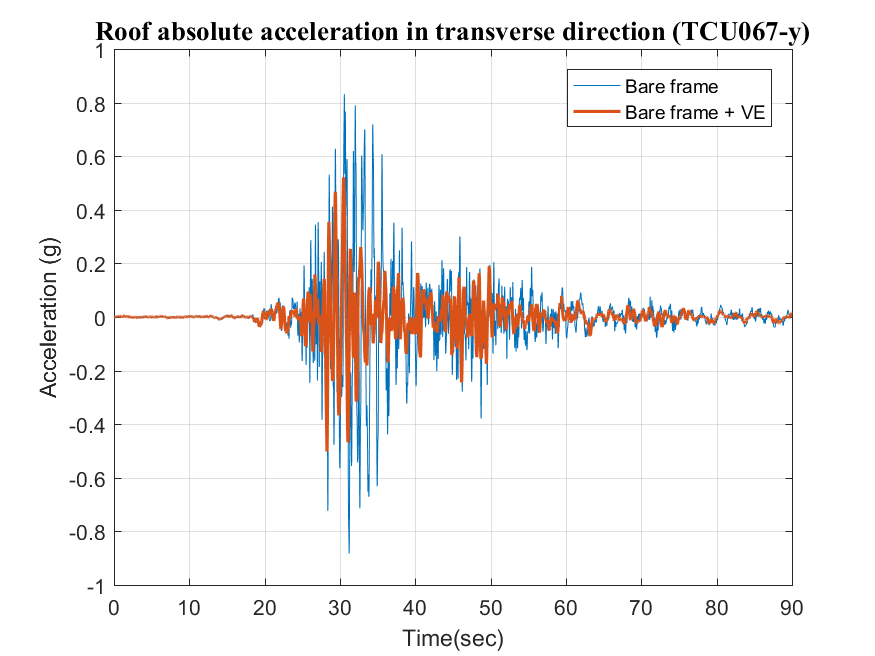 Roof absolute acceleration in transverse direction (TCU067-y)
Bare frame
Bare frame + VE
Acceleration (g)
1
0.8
0.6
0.4
0.2
0
-0.2
-0.4
-0.6
-0.8
-1
0 10 20 30 40 50 60 70 80 90
Time(sec)